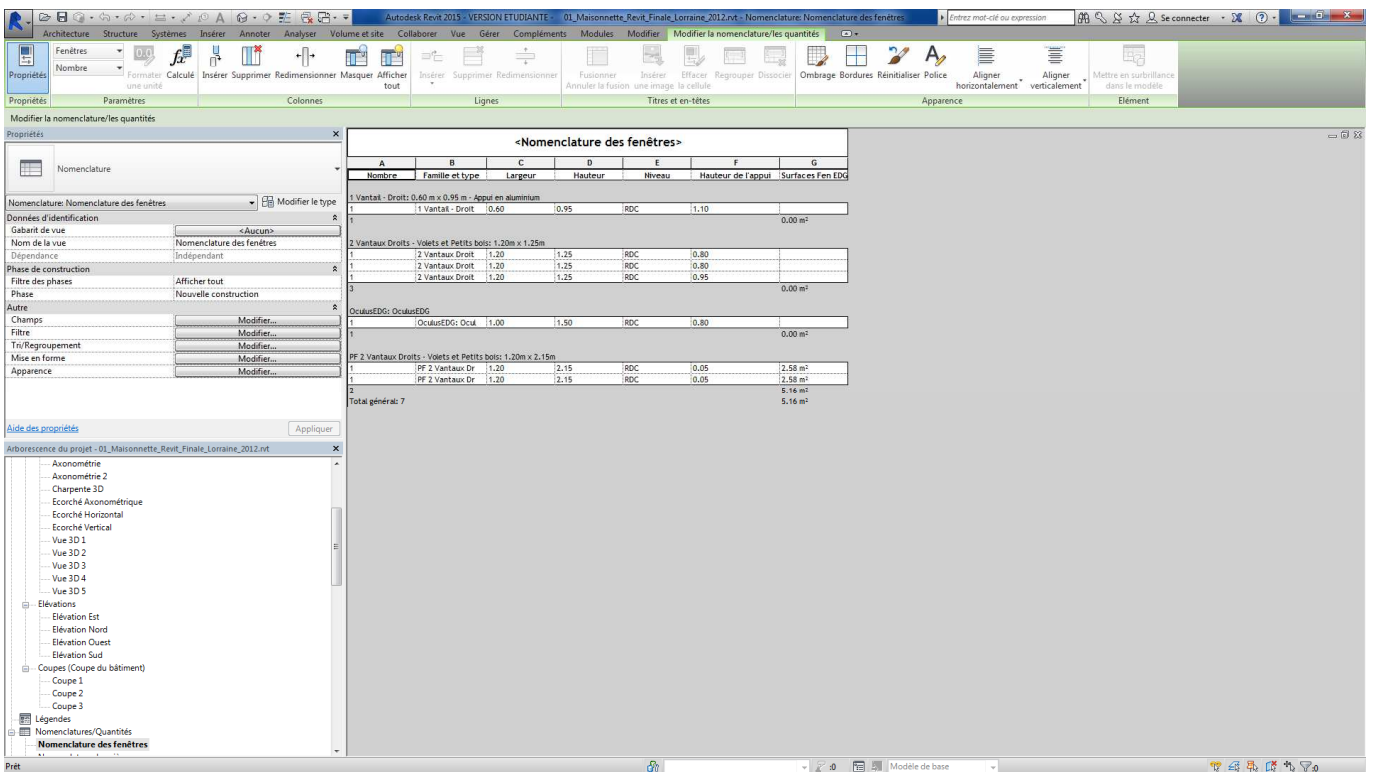 Autodesk Revit 2015 - VERSION ETUDIANTE - 01_Maisonnette_Revit_Finale_Lorraine_2012.rvt - Nomenclature: Nomenclature des fenêtres
Entrez mot-clé ou expression
Se connecter
Architecture Structure Systèmes Insérer Annoter Analyser Volume et site Collaborer Vue Gérer Compléments Modules Modifier Modifier la nomenclature/les quantités
Fenêtres
Nombre
Propriétés Formater une unité Calculé Insérer Supprimer Redimensionner Masquer Afficher tout Insérer Supprimer Redimensionner Fusionner Annuler la fusion Insérer une image Effacer la cellule Regrouper Dissocier Ombrage Bordures Réinitialiser Police Aligner horizontalement Aligner verticalement Mettre en surbrillance dans le modèle
Propriétés Paramètres Colonnes Lignes Titres et en-têtes Apparence Elément
Modifier la nomenclature/les quantités
Propriétés
Nomenclature
Nomenclature: Nomenclature des fenêtres Modifier le type
Données d'identification
Gabarit de vue <Aucun>
Nom de la vue Nomenclature des fenêtres
Dépendance Indépendant
Phase de construction
Filtre des phases Afficher tout
Phase Nouvelle construction
Autre
Champs Modifier...
Filtre Modifier...
Tri/Regroupement Modifier...
Mise en forme Modifier...
Apparence Modifier...
Aide des propriétés Appliquer
Arborescence du projet - 01_Maisonnette_Revit_Finale_Lorraine_2012.rvt
Axonométrie
Axonométrie 2
Charpente 3D
Ecorché Axonométrique
Ecorché Horizontal
Ecorché Vertical
Vue 3D 1
Vue 3D 2
Vue 3D 3
Vue 3D 4
Vue 3D 5
Elévations
Elévation Est
Elévation Nord
Elévation Ouest
Elévation Sud
Coupes (Coupe du bâtiment)
Coupe 1
Coupe 2
Coupe 3
Légendes
Nomenclatures/Quantités
Nomenclature des fenêtres
<Nomenclature des fenêtres>
A B C D E F G
Nombre Famille et type Largeur Hauteur Niveau Hauteur de l'appui Surfaces Fen EDG
1 Vantail - Droit: 0.60 m x 0.95 m - Appui en aluminium
1 1 Vantail - Droit 0.60 0.95 RDC 1.10
1 0.00 m²
2 Vantaux Droits - Volets et Petits bois: 1.20m x 1.25m
1 2 Vantaux Droit 1.20 1.25 RDC 0.80
1 2 Vantaux Droit 1.20 1.25 RDC 0.80
1 2 Vantaux Droit 1.20 1.25 RDC 0.95
3 0.00 m²
OculusEDG: OculusEDG
1 OculusEDG: Ocul 1.00 1.50 RDC 0.80
1 0.00 m²
PF 2 Vantaux Droits - Volets et Petits bois: 1.20m x 2.15m
1 PF 2 Vantaux Dr 1.20 2.15 RDC 0.05 2.58 m²
1 PF 2 Vantaux Dr 1.20 2.15 RDC 0.05 2.58 m²
2 5.16 m²
Total général: 7 5.16 m²
Prêt :0 Modèle de base :0